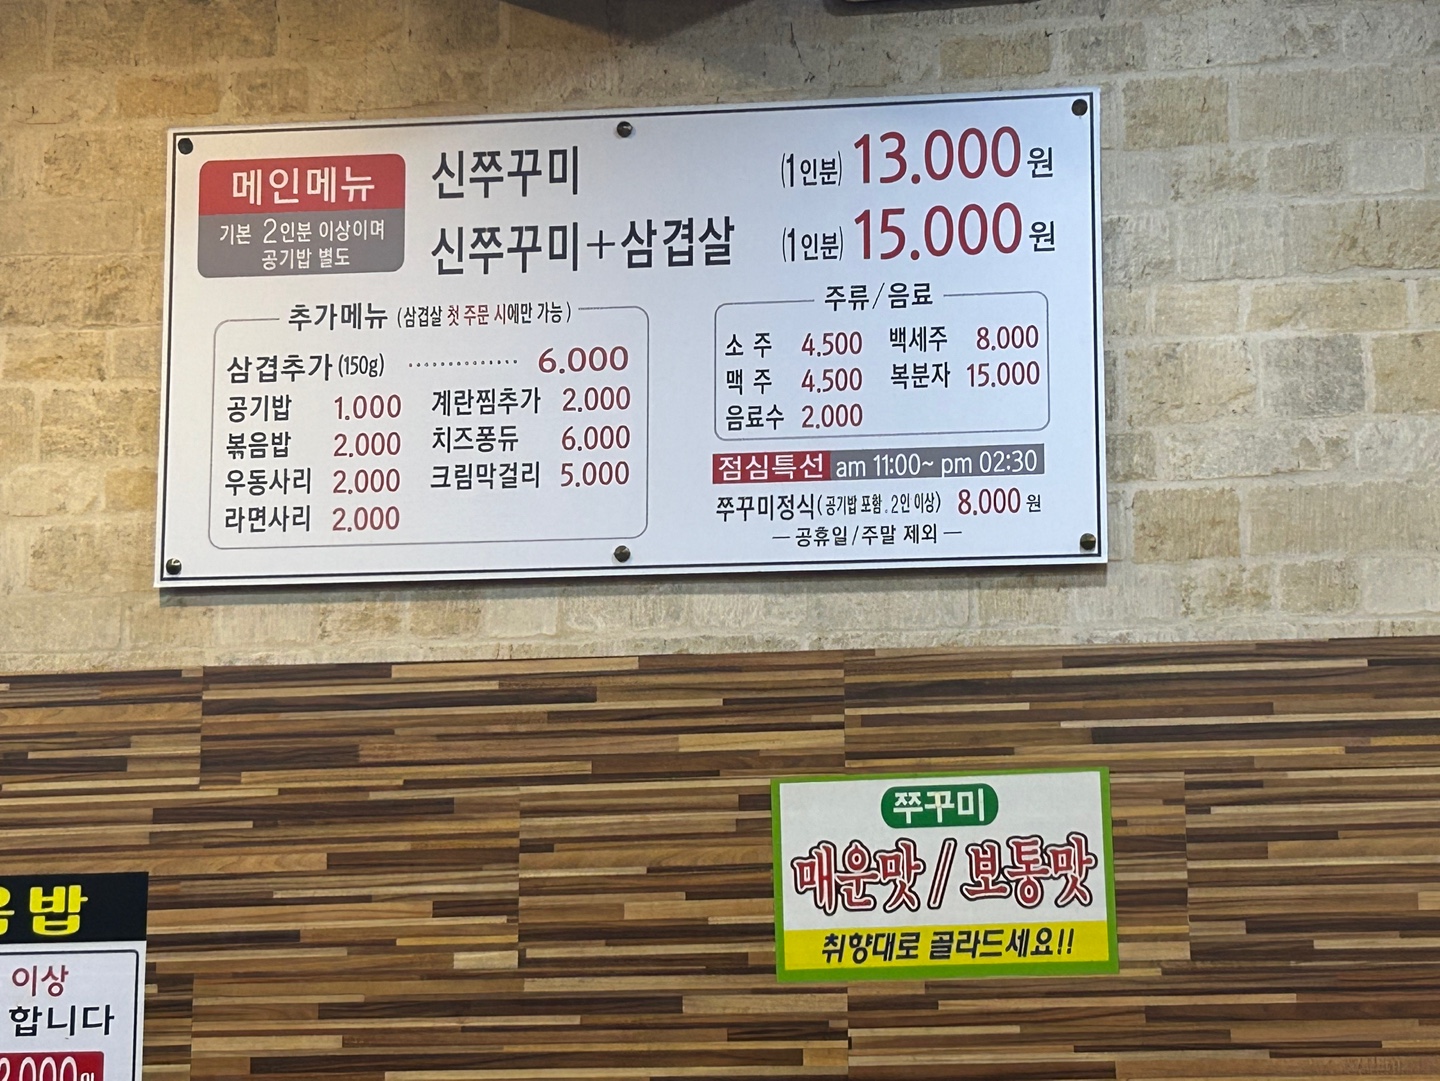 메인메뉴
기본 2인분 이상이며
공기밥 별도
신쭈꾸미 (1인분) 13.000원
신쭈꾸미+삼겹살 (1인분) 15.000원
추가메뉴 (삼겹살 첫 주문 시에만 가능)
삼겹추가(150g) ·············· 6.000
공기밥 1.000 계란찜추가 2.000
볶음밥 2.000 치즈퐁듀 6.000
우동사리 2.000 크림막걸리 5.000
라면사리 2.000
주류/음료
소 주 4.500 백세주 8.000
맥 주 4.500 복분자 15.000
음료수 2.000
점심특선 am 11:00~ pm 02:30
쭈꾸미정식(공기밥 포함. 2인 이상) 8.000원
— 공휴일/주말 제외 —
쭈꾸미
매운맛 / 보통맛
취향대로 골라드세요!!
밥
이상
합니다